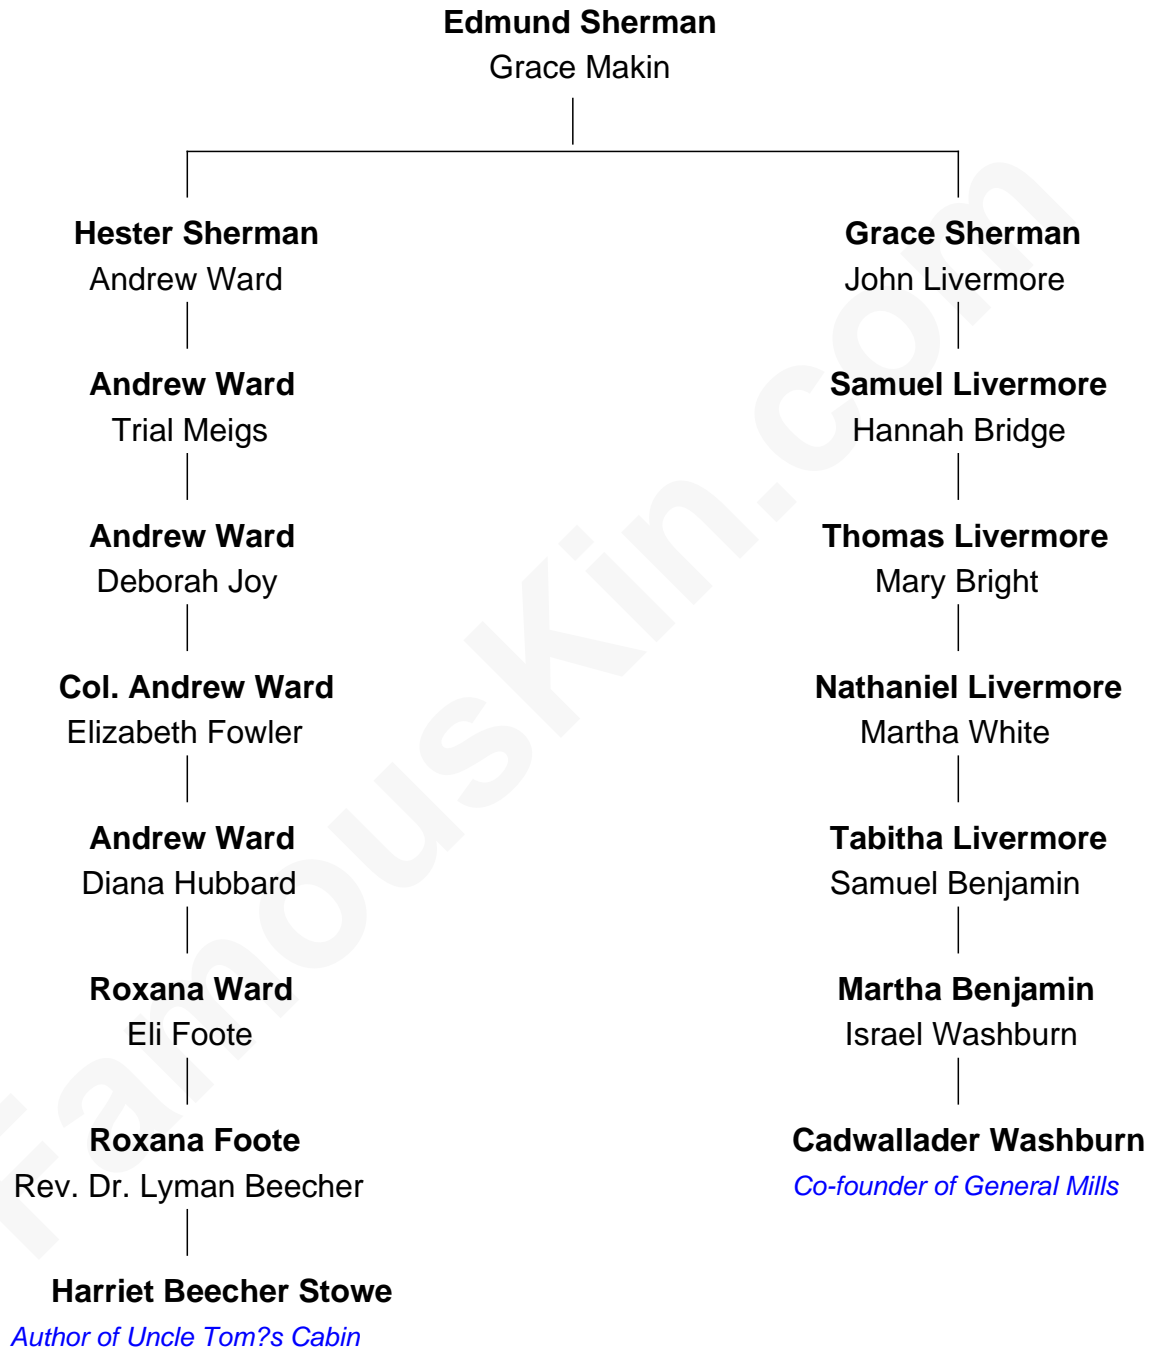 Edmund Sherman
Grace Makin
Hester Sherman
Andrew Ward
Grace Sherman
John Livermore
Andrew Ward
Trial Meigs
Samuel Livermore
Hannah Bridge
Andrew Ward
Deborah Joy
Thomas Livermore
Mary Bright
Col. Andrew Ward
Elizabeth Fowler
Nathaniel Livermore
Martha White
Andrew Ward
Diana Hubbard
Tabitha Livermore
Samuel Benjamin
Roxana Ward
Eli Foote
Martha Benjamin
Israel Washburn
Roxana Foote
Rev. Dr. Lyman Beecher
Cadwallader Washburn
Co-founder of General Mills
Harriet Beecher Stowe
Author of Uncle Tom?s Cabin
FamousKin.com